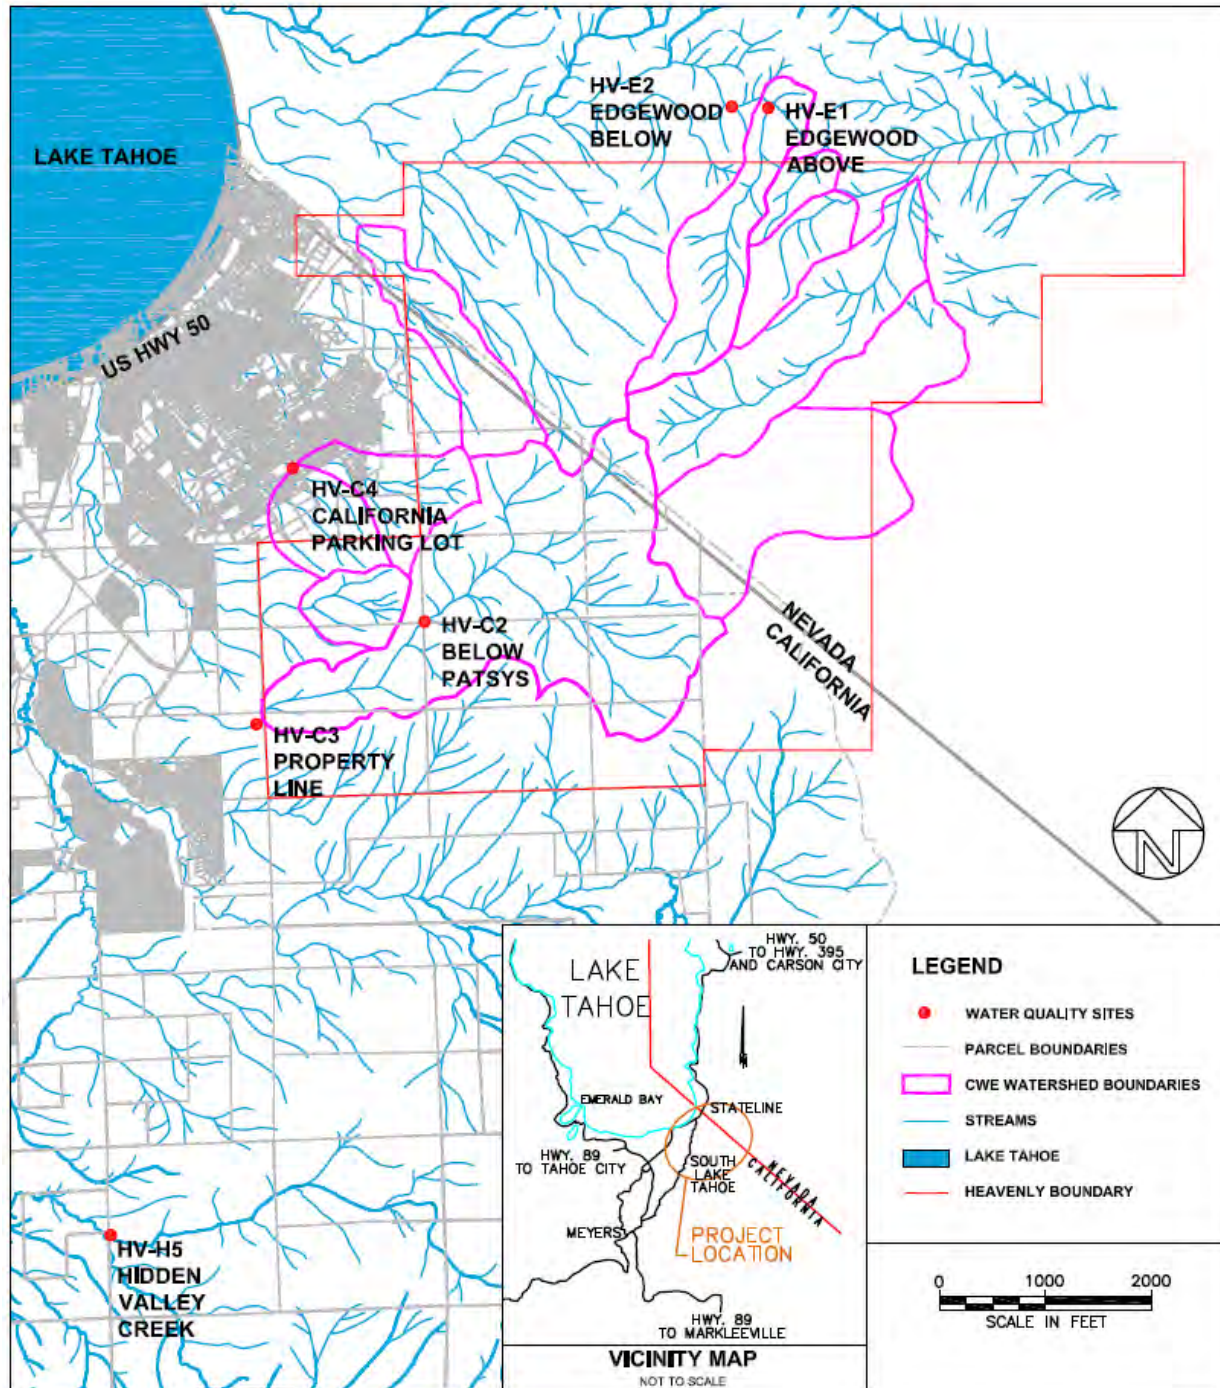 HV-E2
EDGEWOOD
BELOW
HV-E1
EDGEWOOD
ABOVE
LAKE TAHOE
US HWY 50
HV-C4
CALIFORNIA
PARKING LOT
HV-C2
BELOW
PATSYS
NEVADA
CALIFORNIA
HV-C3
PROPERTY
LINE
N
HV-H5
HIDDEN
VALLEY
CREEK
HWY. 50
TO HWY. 395
AND CARSON CITY
LAKE
TAHOE
N
EMERALD BAY
STATELINE
HWY. 89
TO TAHOE CITY
SOUTH
LAKE
TAHOE
NEVADA
CALIFORNIA
MEYERS
PROJECT
LOCATION
HWY. 89
TO MARKLEEVILLE
VICINITY MAP
NOT TO SCALE
LEGEND
WATER QUALITY SITES
PARCEL BOUNDARIES
CWE WATERSHED BOUNDARIES
STREAMS
LAKE TAHOE
HEAVENLY BOUNDARY
0 1000 2000
SCALE IN FEET